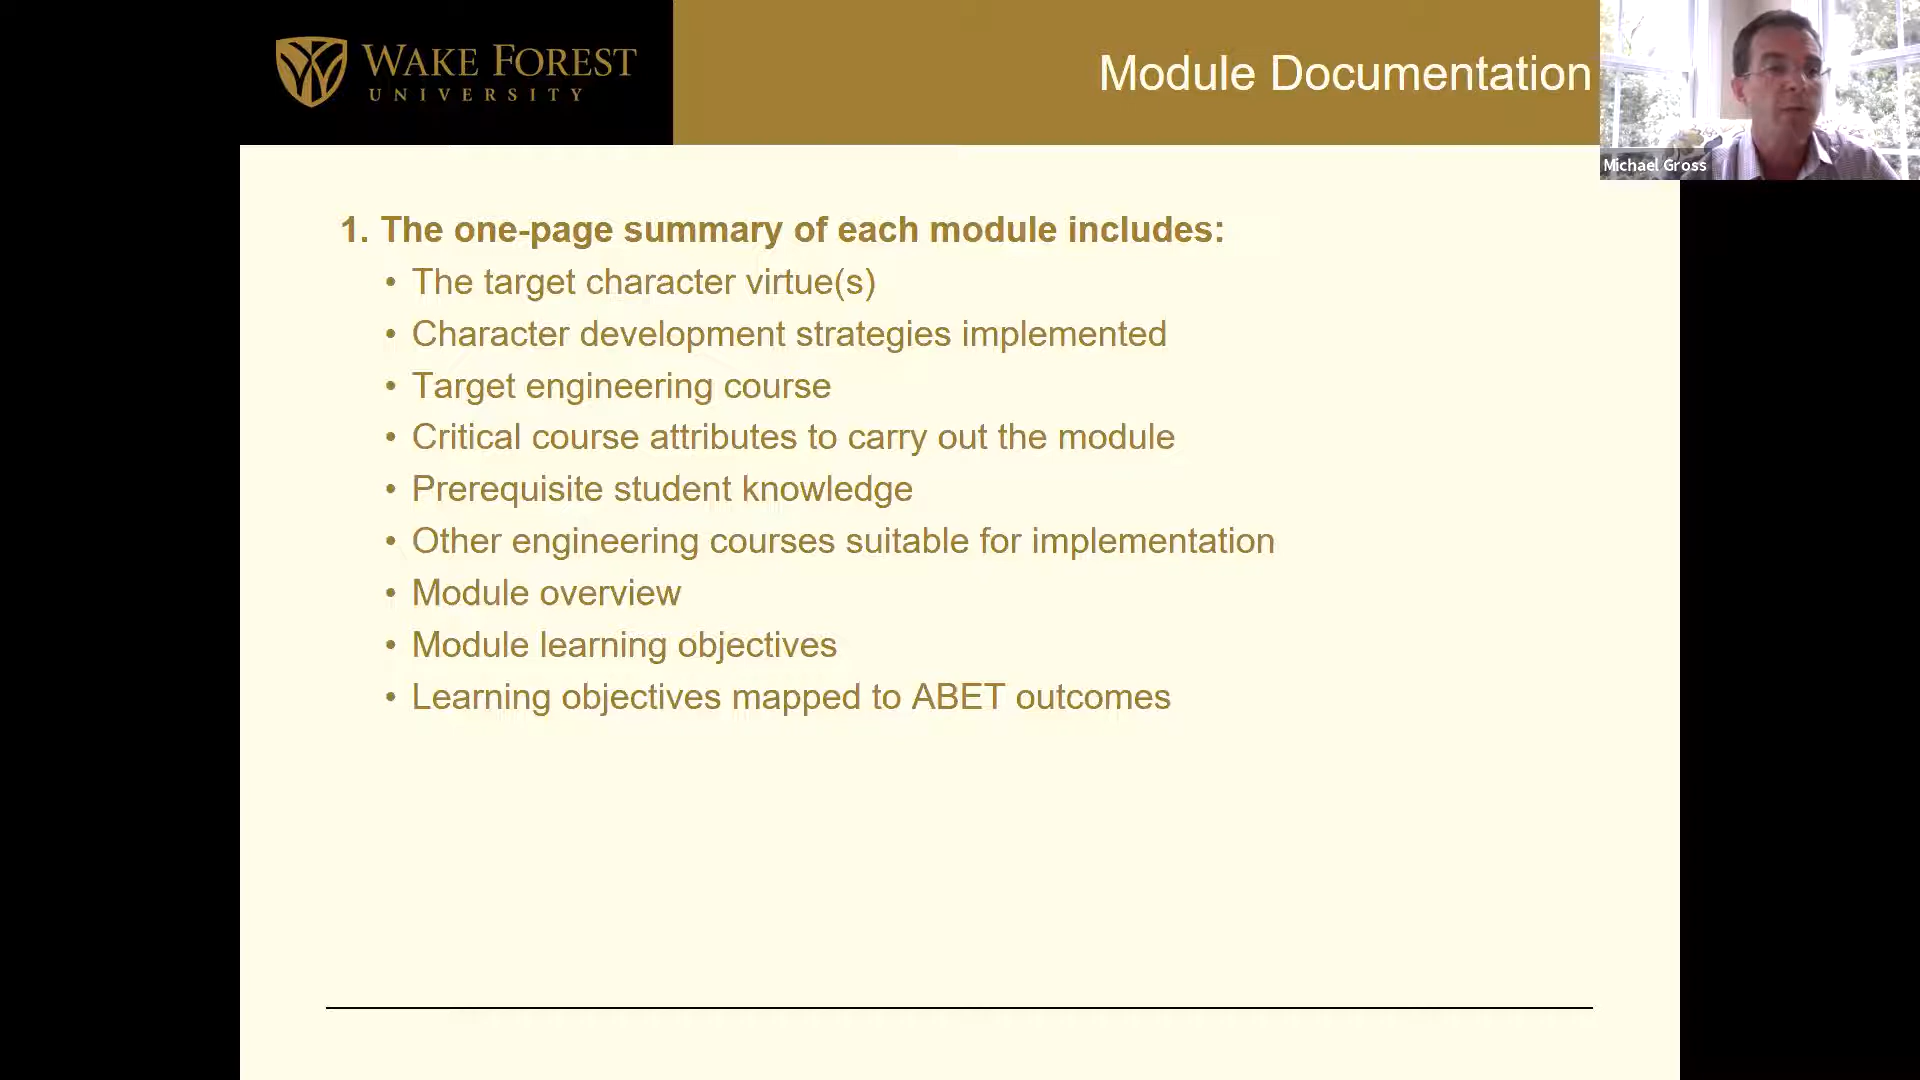 WAKE FOREST
UNIVERSITY
Module Documentation
Michael Gross
1. The one-page summary of each module includes:
• The target character virtue(s)
• Character development strategies implemented
• Target engineering course
• Critical course attributes to carry out the module
• Prerequisite student knowledge
• Other engineering courses suitable for implementation
• Module overview
• Module learning objectives
• Learning objectives mapped to ABET outcomes